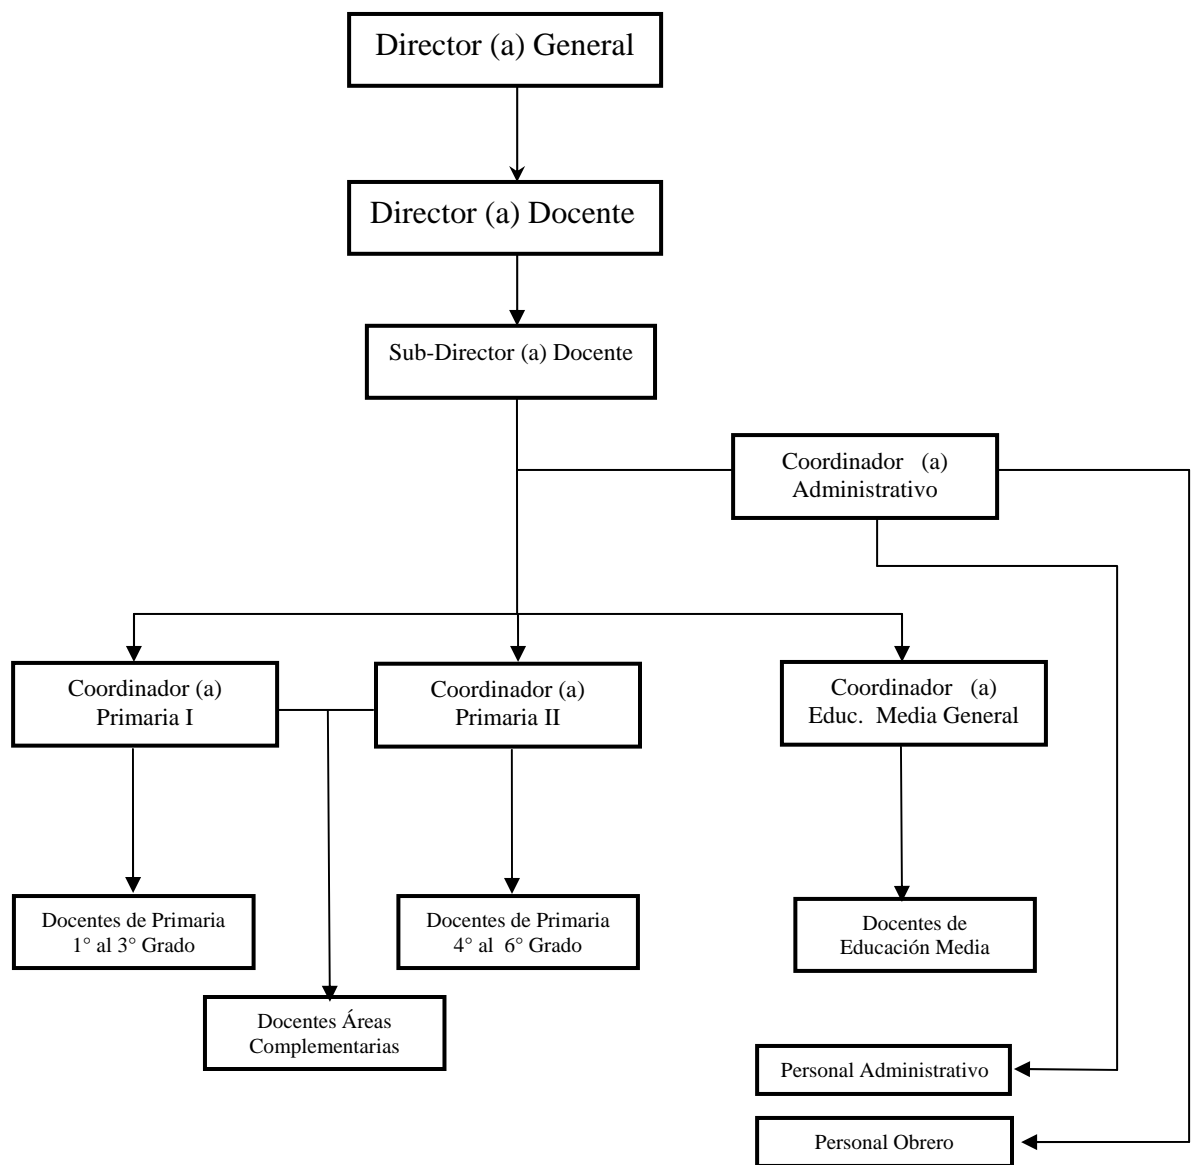 Director (a) General
Director (a) Docente
Sub-Director (a) Docente
Coordinador (a)
Administrativo
Coordinador (a)
Primaria I
Coordinador (a)
Primaria II
Coordinador (a)
Educ. Media General
Docentes de Primaria
1° al 3° Grado
Docentes de Primaria
4° al 6° Grado
Docentes de
Educación Media
Docentes Áreas
Complementarias
Personal Administrativo
Personal Obrero